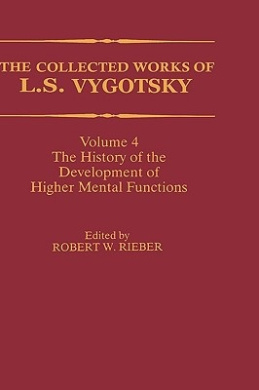 THE COLLECTED WORKS OF
L.S. VYGOTSKY
Volume 4
The History of the
Development of
Higher Mental Functions
Edited by
ROBERT W. RIEBER